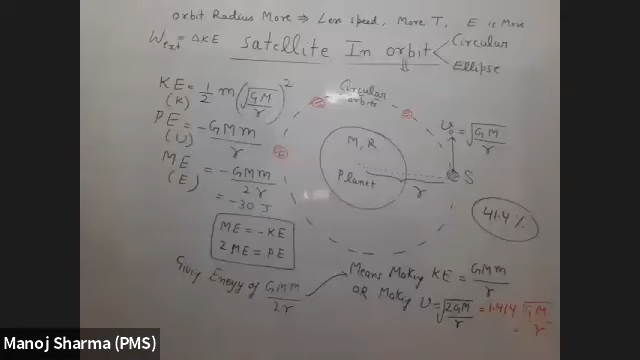 orbit Radius More ⇒ Less speed, More T, E is More
W_ext = ΔKE
Satellite In orbit
Circular
Ellipse
KE = 1/2 m(√(GM/r))²
(K)
PE = -GMm/r
(U)
ME = -GMm/2r
(E)
= -30 J
ME = -KE
2ME = PE
Circular orbits
M, R
Planet
r
v₀ = √(GM/r)
S
41.4 %
Giving Energy of GMm/2r
Means Making KE = GMm/r
OR Making v = √(2GM/r) = 1.414 √(GM/r)
Manoj Sharma (PMS)